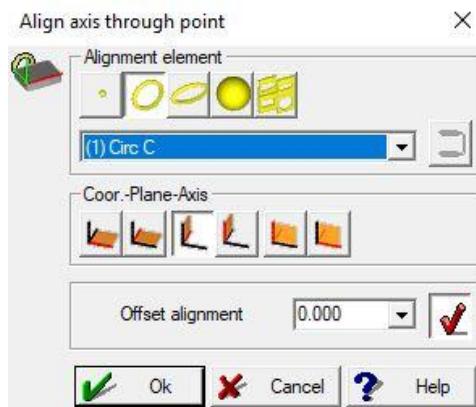 Align axis through point
Alignment element
(1) Circ C
Coor.-Plane-Axis
Offset alignment 0.000
Ok Cancel Help